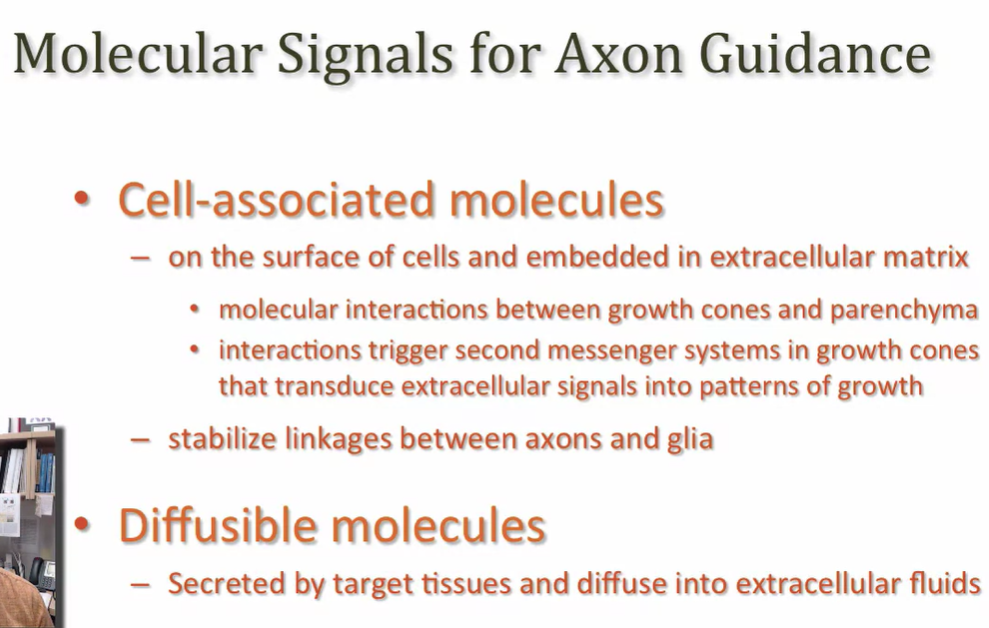 Molecular Signals for Axon Guidance
• Cell-associated molecules
– on the surface of cells and embedded in extracellular matrix
• molecular interactions between growth cones and parenchyma
• interactions trigger second messenger systems in growth cones
that transduce extracellular signals into patterns of growth
– stabilize linkages between axons and glia
• Diffusible molecules
– Secreted by target tissues and diffuse into extracellular fluids